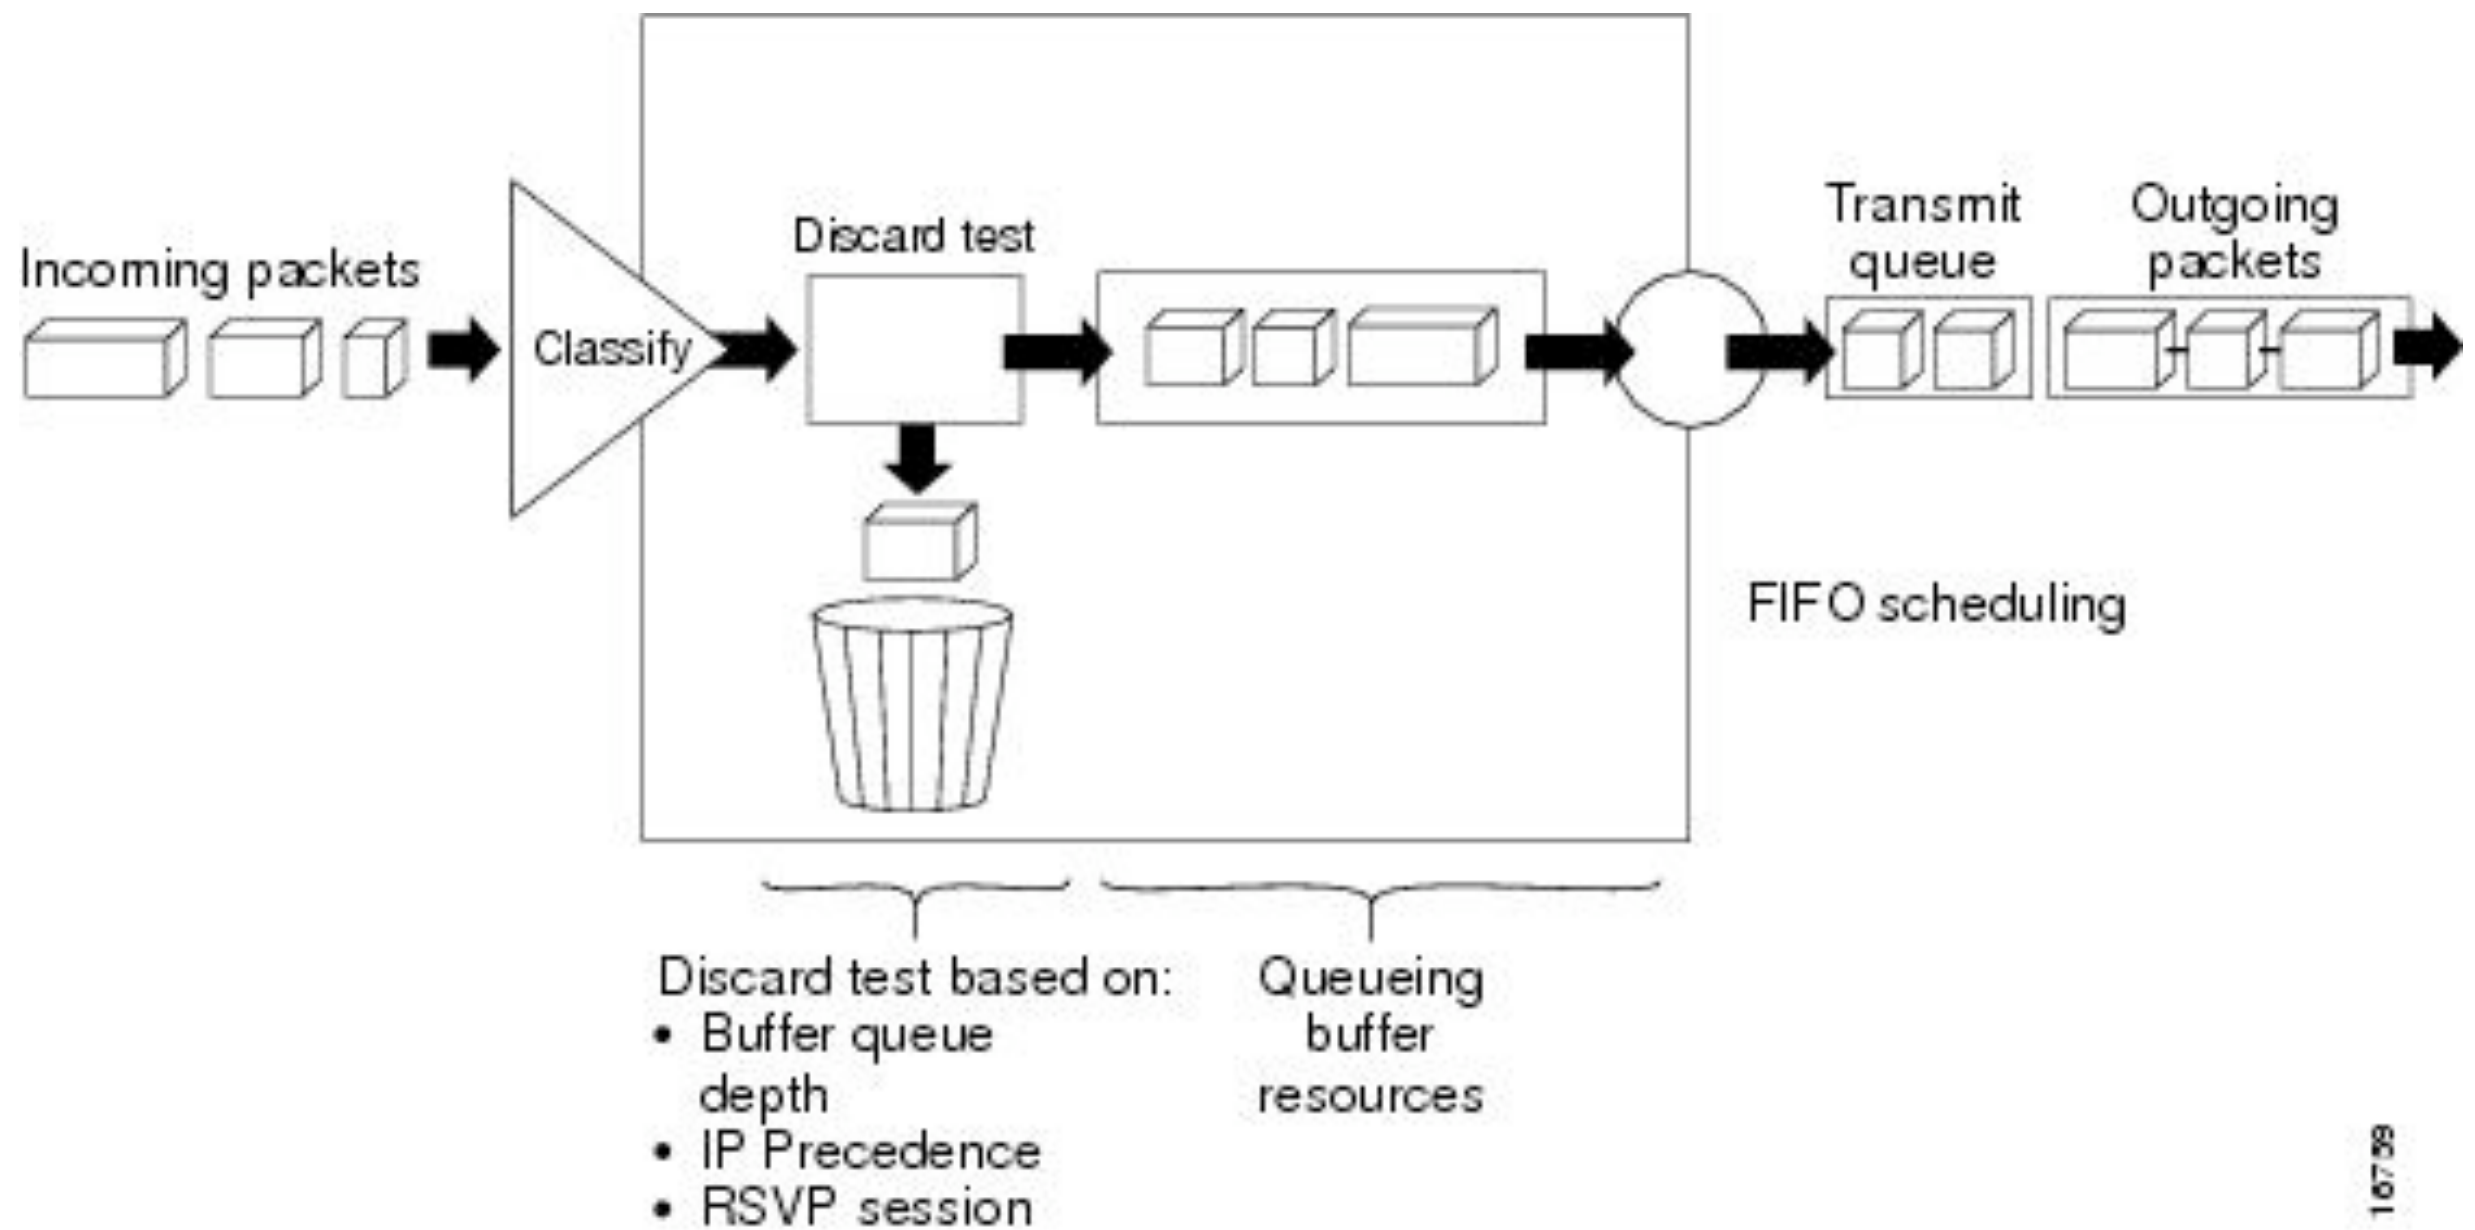 Incoming packets
Classify
Discard test
Transmit
queue
Outgoing
packets
FIFO scheduling
Discard test based on:
• Buffer queue
depth
• IP Precedence
• RSVP session
Queueing
buffer
resources
16759